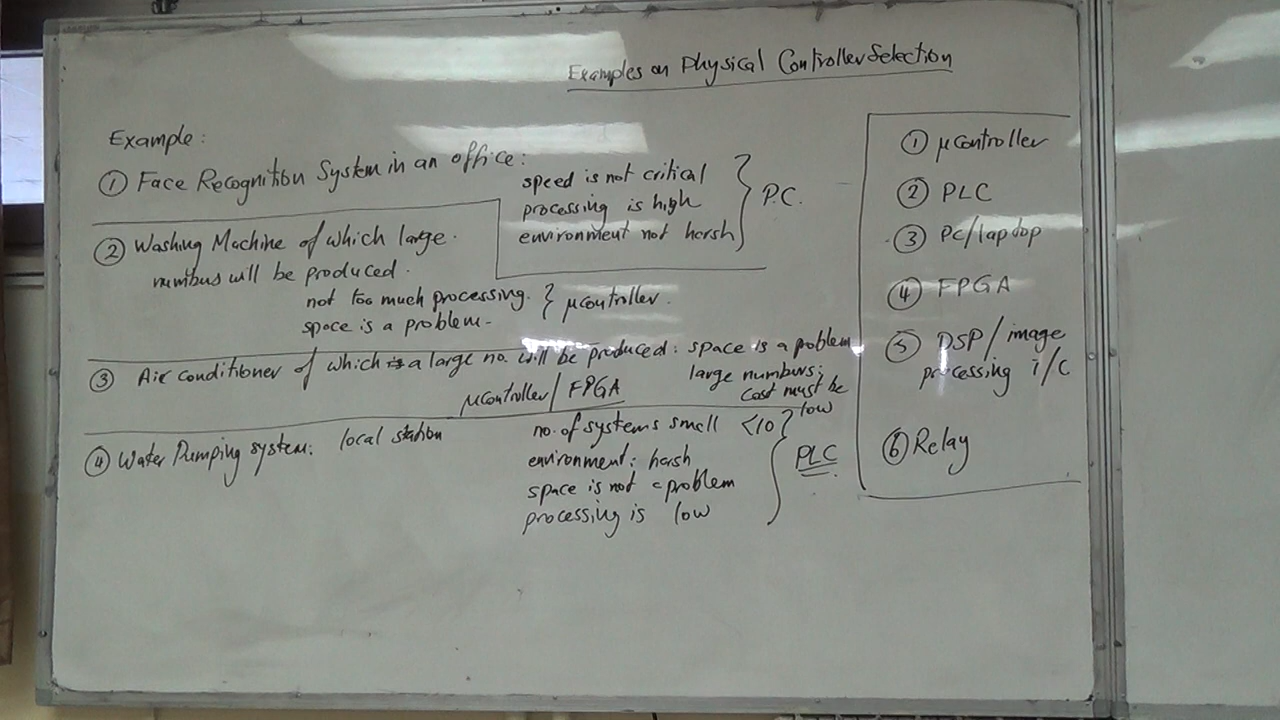 Examples on Physical Controller Selection
Example:
① Face Recognition System in an office:
speed is not critical
processing is high
environment not harsh
P.C.
② Washing Machine of which large
numbers will be produced.
not too much processing.
space is a problem.
μcontroller.
③ Air conditioner of which is a large no. will be produced: space is a problem
large numbers;
cost must be
low
μcontroller / FPGA
④ Water Pumping system: local station
no. of systems small <10
environment: harsh
space is not a problem
processing is low
PLC
① μcontroller
② PLC
③ PC/laptop
④ FPGA
⑤ DSP/image
processing i/c
⑥ Relay